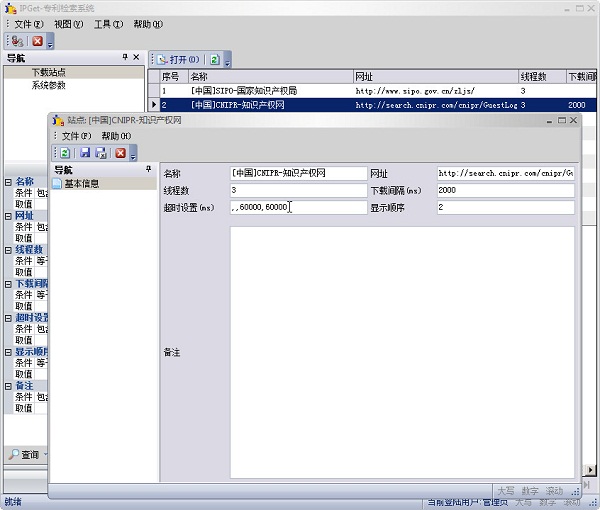 IPGet-专利检索系统
文件(F) 视图(V) 工具(T) 帮助(H)
导航
下载站点
系统参数
打开(O)
序号 名称 网址 线程数 下载间隔
1 [中国]SIPO-国家知识产权局 http://www.sipo.gov.cn/zljs/ 3
2 [中国]CNIPR-知识产权网 http://search.cnipr.com/cnipr/GuestLog 3 2000
站点: [中国]CNIPR-知识产权网
文件(F) 帮助(H)
导航
基本信息
名称 [中国]CNIPR-知识产权网 网址 http://search.cnipr.com/cnipr/Gu
线程数 3 下载间隔(ms) 2000
超时设置(ms) ,,60000,60000 显示顺序 2
备注
大写 数字 滚动
名称
条件 包含
取值
网址
条件 包含
取值
线程数
条件 等于
取值
下载间隔
条件 等于
取值
超时设置
条件 包含
取值
显示顺序
条件 等于
取值
备注
条件 包含
取值
查询
就绪
当前登陆用户:管理员 大写 数字 滚动